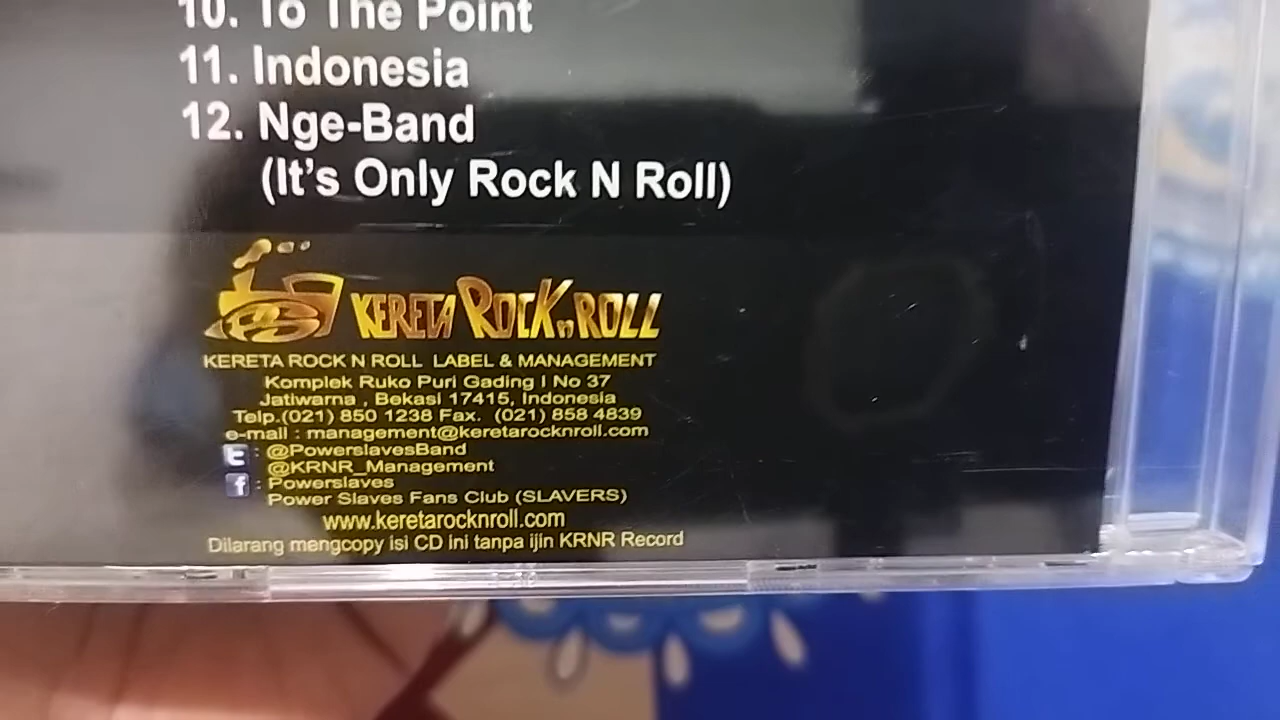 10. To The Point
11. Indonesia
12. Nge-Band
(It's Only Rock N Roll)
KERETA ROCK n ROLL
KERETA ROCK N ROLL LABEL & MANAGEMENT
Komplek Ruko Puri Gading I No 37
Jatiwarna , Bekasi 17415, Indonesia
Telp.(021) 850 1238 Fax. (021) 858 4839
e-mail : management@keretarocknroll.com
t : @PowerslavesBand
@KRNR_Management
f : Powerslaves
Power Slaves Fans Club (SLAVERS)
www.keretarocknroll.com
Dilarang mengcopy isi CD ini tanpa ijin KRNR Record